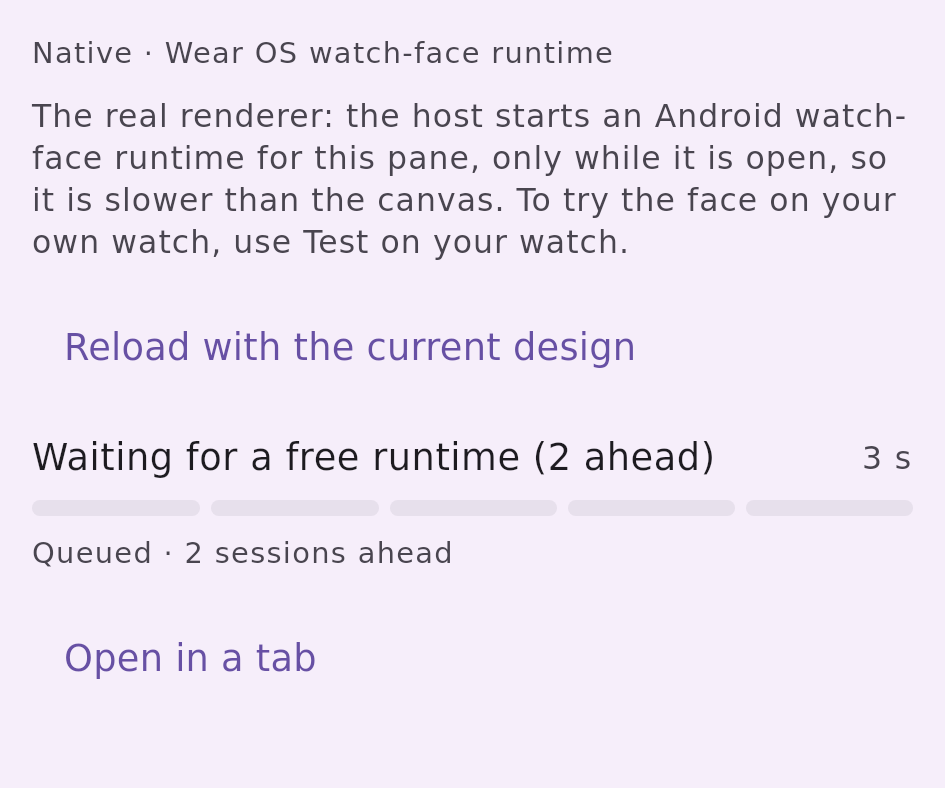 Native · Wear OS watch-face runtime
The real renderer: the host starts an Android watch-
face runtime for this pane, only while it is open, so
it is slower than the canvas. To try the face on your
own watch, use Test on your watch.
Reload with the current design
Waiting for a free runtime (2 ahead) 3 s
Queued · 2 sessions ahead
Open in a tab